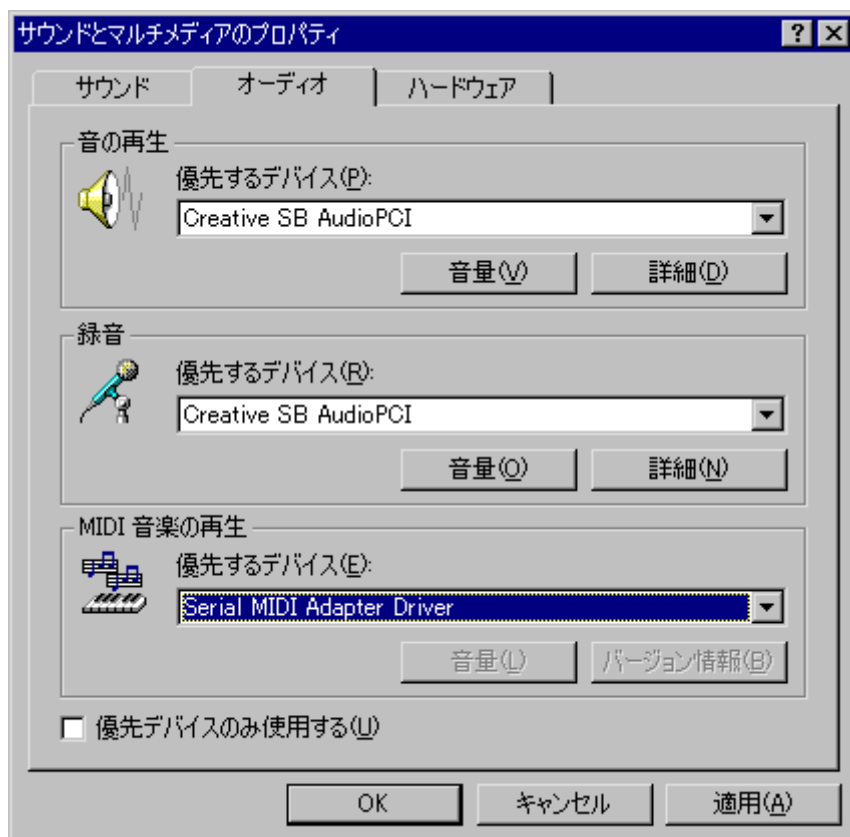 サウンドとマルチメディアのプロパティ
サウンド オーディオ ハードウェア
音の再生
優先するデバイス(P):
Creative SB AudioPCI
音量(V) 詳細(D)
録音
優先するデバイス(R):
Creative SB AudioPCI
音量(O) 詳細(N)
MIDI 音楽の再生
優先するデバイス(E):
Serial MIDI Adapter Driver
音量(L) バージョン情報(B)
優先デバイスのみ使用する(U)
OK キャンセル 適用(A)